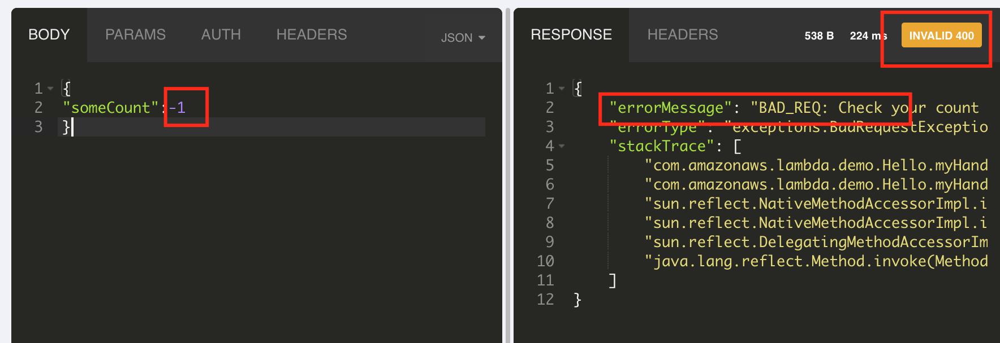 BODY PARAMS AUTH HEADERS JSON
1 {
2 "someCount":-1
3 }
RESPONSE HEADERS 538 B 224 ms INVALID 400
1 {
2 "errorMessage": "BAD_REQ: Check your count
3 "errorType": "exceptions.BadRequestExceptio
4 "stackTrace": [
5 "com.amazonaws.lambda.demo.Hello.myHand
6 "com.amazonaws.lambda.demo.Hello.myHand
7 "sun.reflect.NativeMethodAccessorImpl.i
8 "sun.reflect.NativeMethodAccessorImpl.i
9 "sun.reflect.DelegatingMethodAccessorIm
10 "java.lang.reflect.Method.invoke(Method
11 ]
12 }